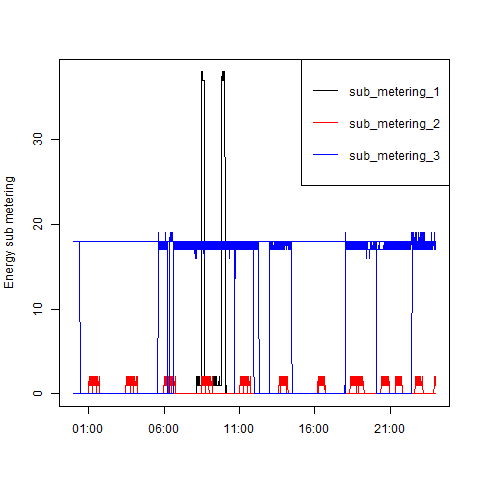 sub_metering_1
sub_metering_2
sub_metering_3
Energy sub metering
30
20
10
0
01:00 06:00 11:00 16:00 21:00